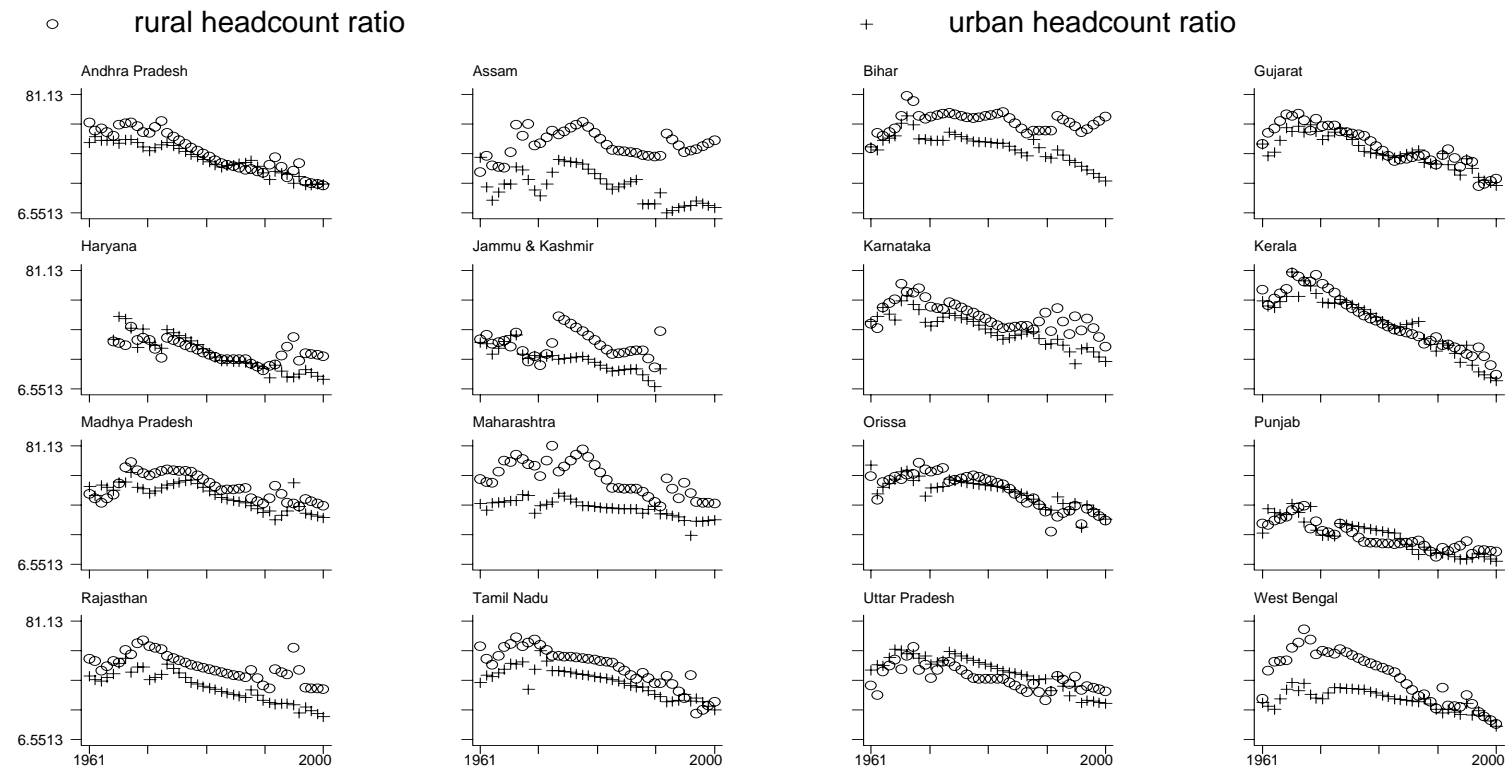 rural headcount ratio urban headcount ratio
Andhra Pradesh Assam Bihar Gujarat
81.13
6.5513
Haryana Jammu & Kashmir Karnataka Kerala
81.13
6.5513
Madhya Pradesh Maharashtra Orissa Punjab
81.13
6.5513
Rajasthan Tamil Nadu Uttar Pradesh West Bengal
81.13
6.5513
1961 2000 1961 2000 1961 2000 1961 2000